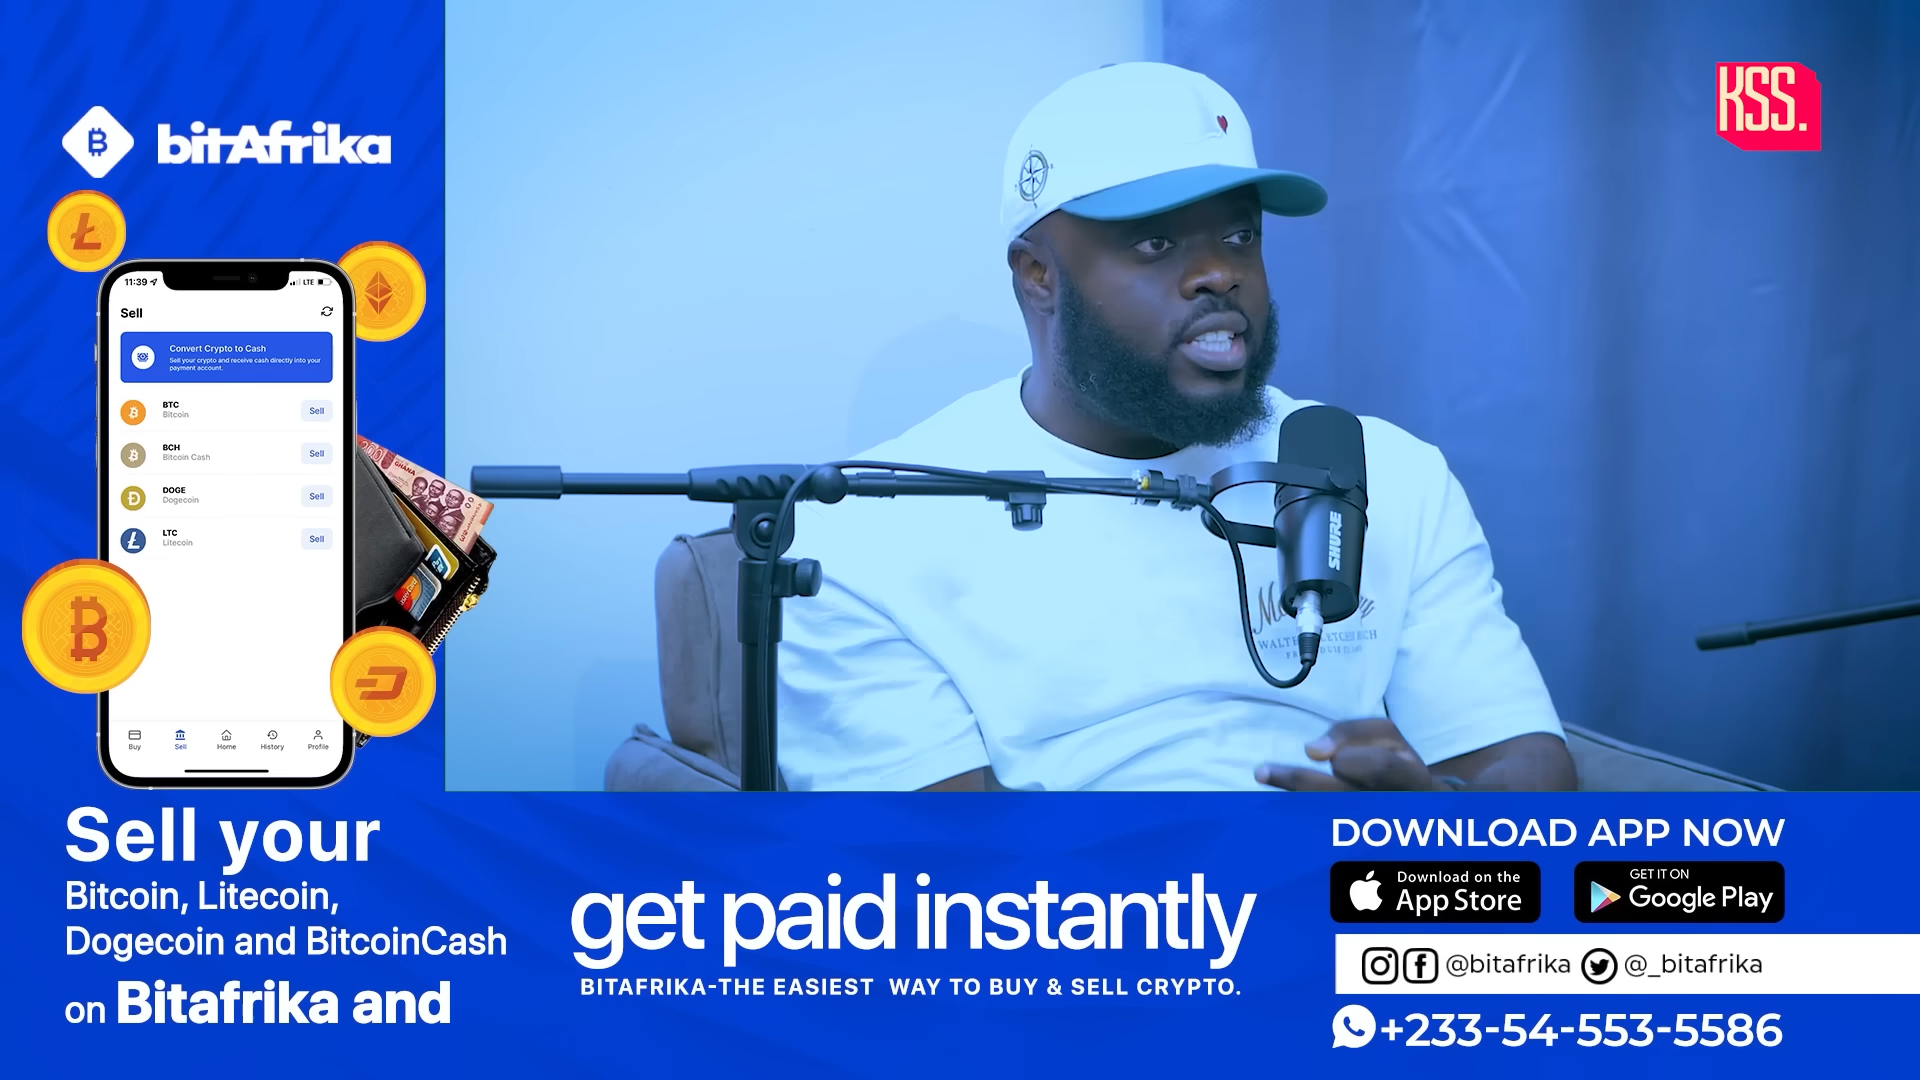 bitAfrika
KSS.
11:39
LTE
Sell
Convert Crypto to Cash
Sell your crypto and receive cash directly into your
payment account.
BTC
Bitcoin
Sell
BCH
Bitcoin Cash
Sell
DOGE
Dogecoin
Sell
LTC
Litecoin
Sell
Buy
Sell
Home
History
Profile
GHANA
SHURE
Sell your
Bitcoin, Litecoin,
Dogecoin and BitcoinCash
on Bitafrika and
get paid instantly
BITAFRIKA-THE EASIEST WAY TO BUY & SELL CRYPTO.
DOWNLOAD APP NOW
Download on the
App Store
GET IT ON
Google Play
@bitafrika
@_bitafrika
+233-54-553-5586